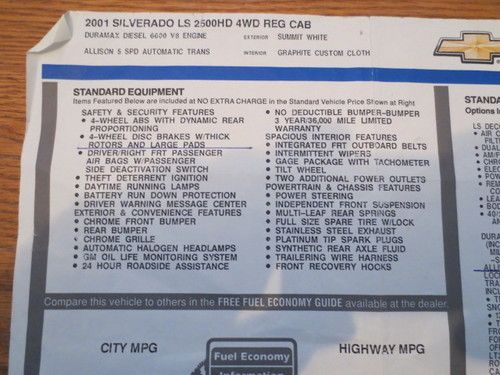 2001 SILVERADO LS 2500HD 4WD REG CAB
DURAMAX DIESEL 6600 V8 ENGINE EXTERIOR SUMMIT WHITE
ALLISON 5 SPD AUTOMATIC TRANS INTERIOR GRAPHITE CUSTOM CLOTH
STANDARD EQUIPMENT
Items Featured Below are included at NO EXTRA CHARGE in the Standard Vehicle Price Shown at Right
SAFETY & SECURITY FEATURES
• 4-WHEEL ABS WITH DYNAMIC REAR
PROPORTIONING
• 4-WHEEL DISC BRAKES W/THICK
ROTORS AND LARGE PADS
• DRIVER/RIGHT FRT PASSENGER
AIR BAGS W/PASSENGER
SIDE DEACTIVATION SWITCH
• THEFT DETERRENT IGNITION
• DAYTIME RUNNING LAMPS
• BATTERY RUN DOWN PROTECTION
• DRIVER WARNING MESSAGE CENTER
EXTERIOR & CONVENIENCE FEATURES
• CHROME FRONT BUMPER
• REAR BUMPER
• CHROME GRILLE
• AUTOMATIC HALOGEN HEADLAMPS
• GM OIL LIFE MONITORING SYSTEM
• 24 HOUR ROADSIDE ASSISTANCE
• NO DEDUCTIBLE BUMPER-BUMPER
3 YEAR/36,000 MILE LIMITED
WARRANTY
SPACIOUS INTERIOR FEATURES
• INTEGRATED FRT OUTBOARD BELTS
• INTERMITTENT WIPERS
• GAGE PACKAGE WITH TACHOMETER
• TILT WHEEL
• TWO ADDITIONAL POWER OUTLETS
POWERTRAIN & CHASSIS FEATURES
• POWER STEERING
• INDEPENDENT FRONT SUSPENSION
• MULTI-LEAF REAR SPRINGS
• FULL SIZE SPARE TIRE W/LOCK
• STAINLESS STEEL EXHAUST
• PLATINUM TIP SPARK PLUGS
• SYNTHETIC REAR AXLE FLUID
• TRAILERING WIRE HARNESS
• FRONT RECOVERY HOOKS
Compare this vehicle to others in the FREE FUEL ECONOMY GUIDE available at the dealer.
CITY MPG
Fuel Economy
Information
HIGHWAY MPG